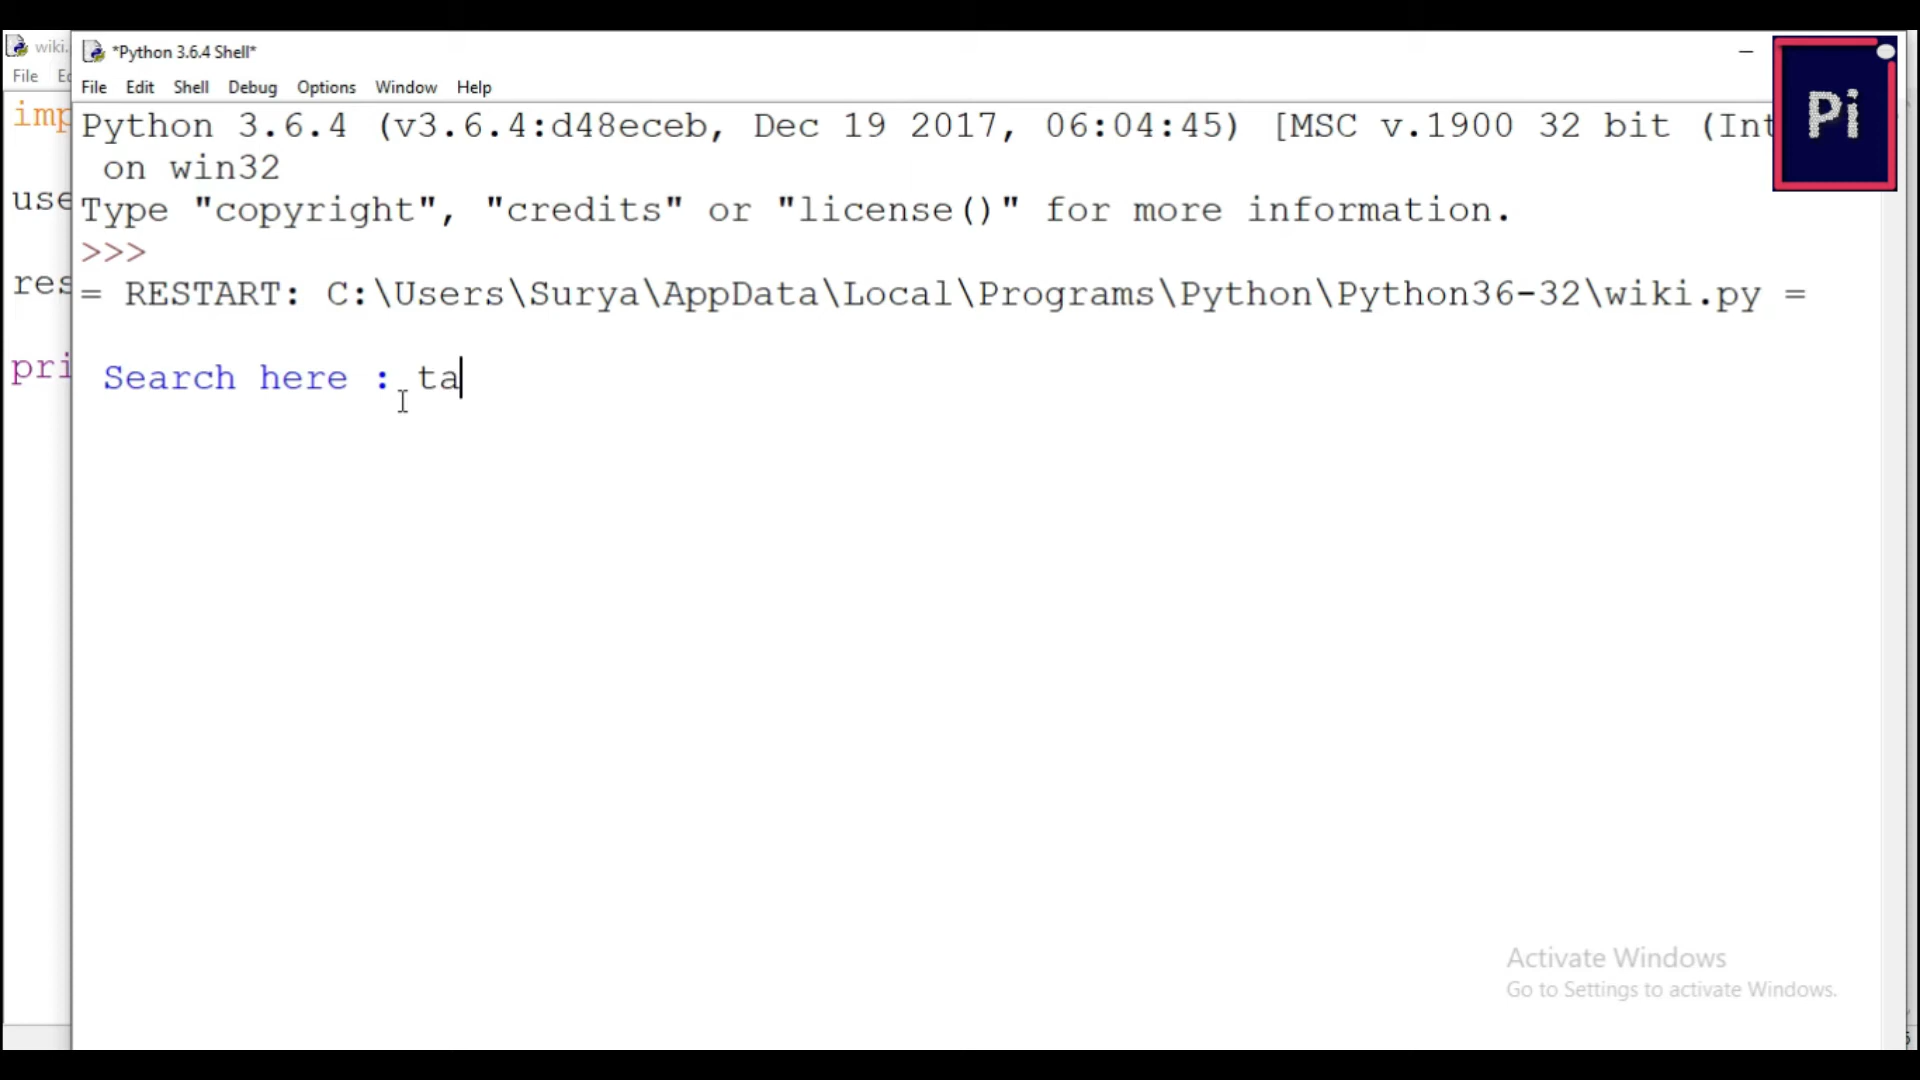 wiki.
File
imp
use
res
pri
*Python 3.6.4 Shell*
File Edit Shell Debug Options Window Help
Python 3.6.4 (v3.6.4:d48eceb, Dec 19 2017, 06:04:45) [MSC v.1900 32 bit (Int
on win32
Type "copyright", "credits" or "license()" for more information.
>>>
= RESTART: C:\Users\Surya\AppData\Local\Programs\Python\Python36-32\wiki.py =
Search here : ta
Pi
Activate Windows
Go to Settings to activate Windows.